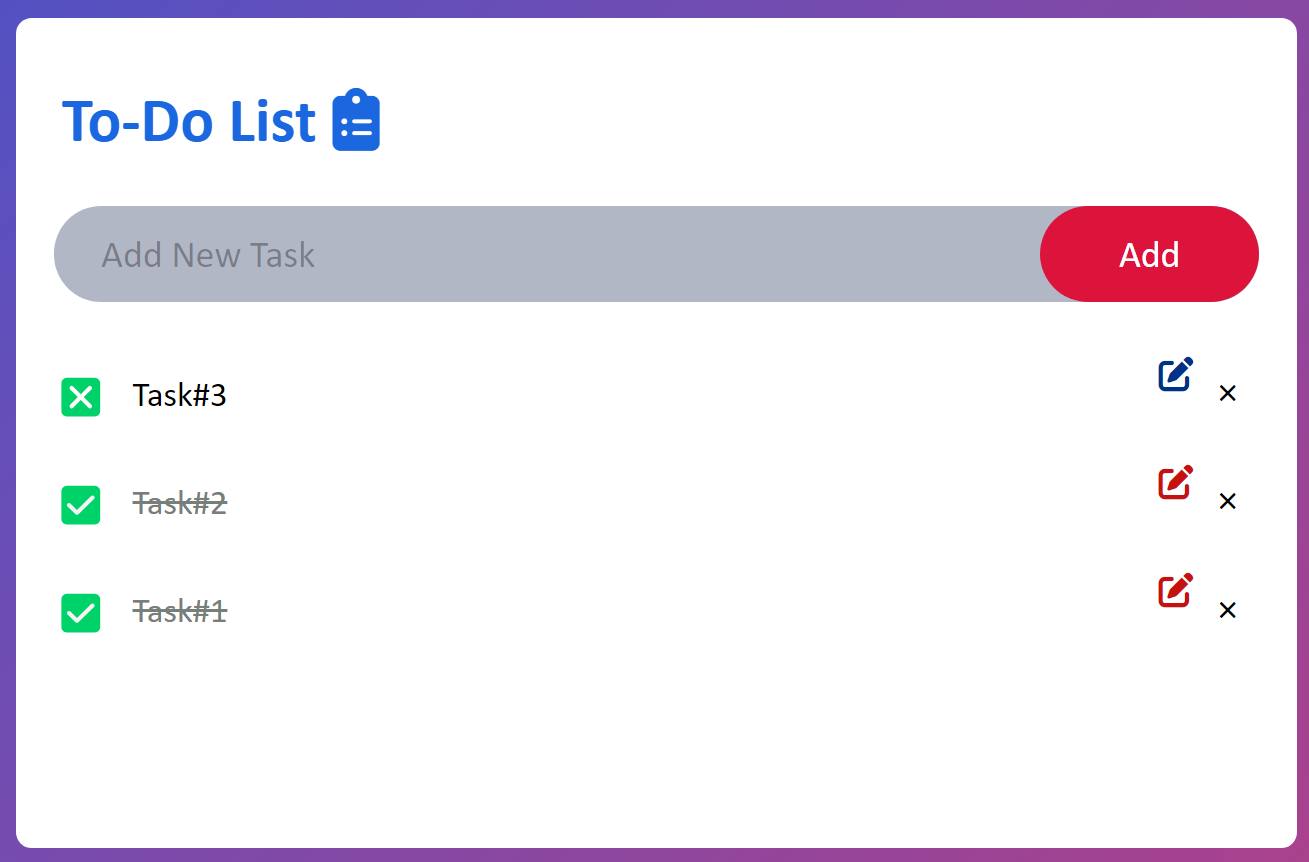 To-Do List
Add New Task Add
Task#3 ×
Task#2 ×
Task#1 ×